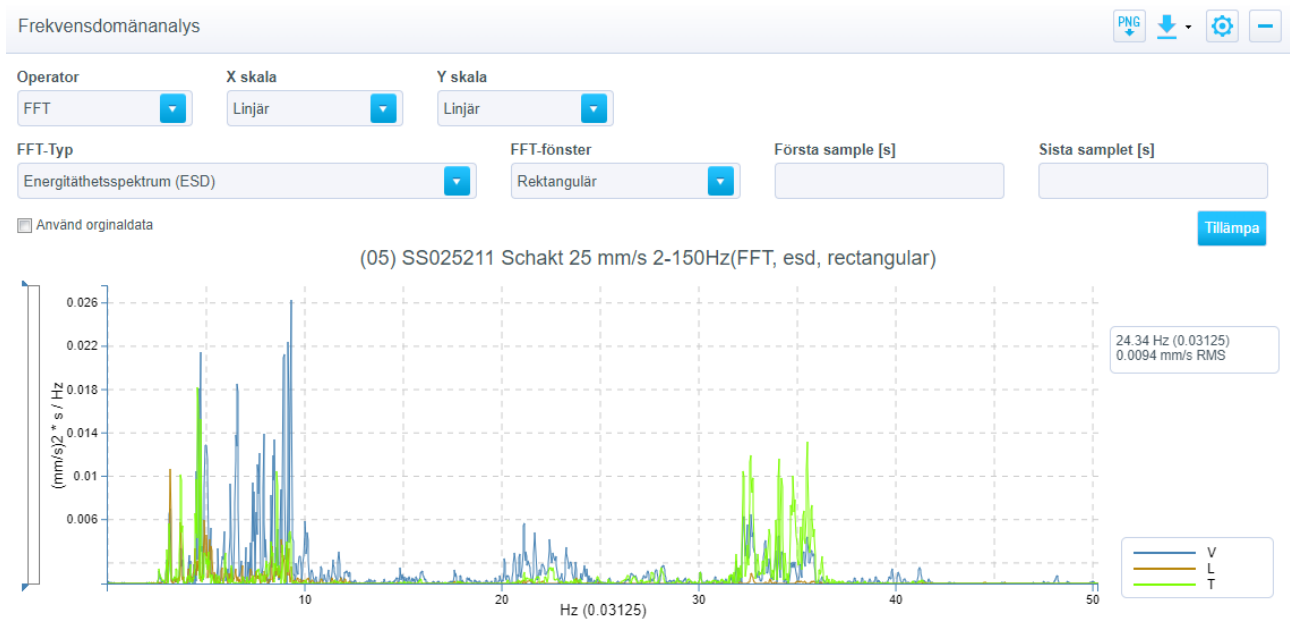 Frekvensdomänanalys
PNG
Operator X skala Y skala
FFT Linjär Linjär
FFT-Typ FFT-fönster Första sample [s] Sista samplet [s]
Energitäthetsspektrum (ESD) Rektangulär
Använd orginaldata
Tillämpa
(05) SS025211 Schakt 25 mm/s 2-150Hz(FFT, esd, rectangular)
0.026
0.022
0.018
0.014
0.01
0.006
(mm/s)2 * s / Hz
24.34 Hz (0.03125)
0.0094 mm/s RMS
V
L
T
10 20 30 40 50
Hz (0.03125)